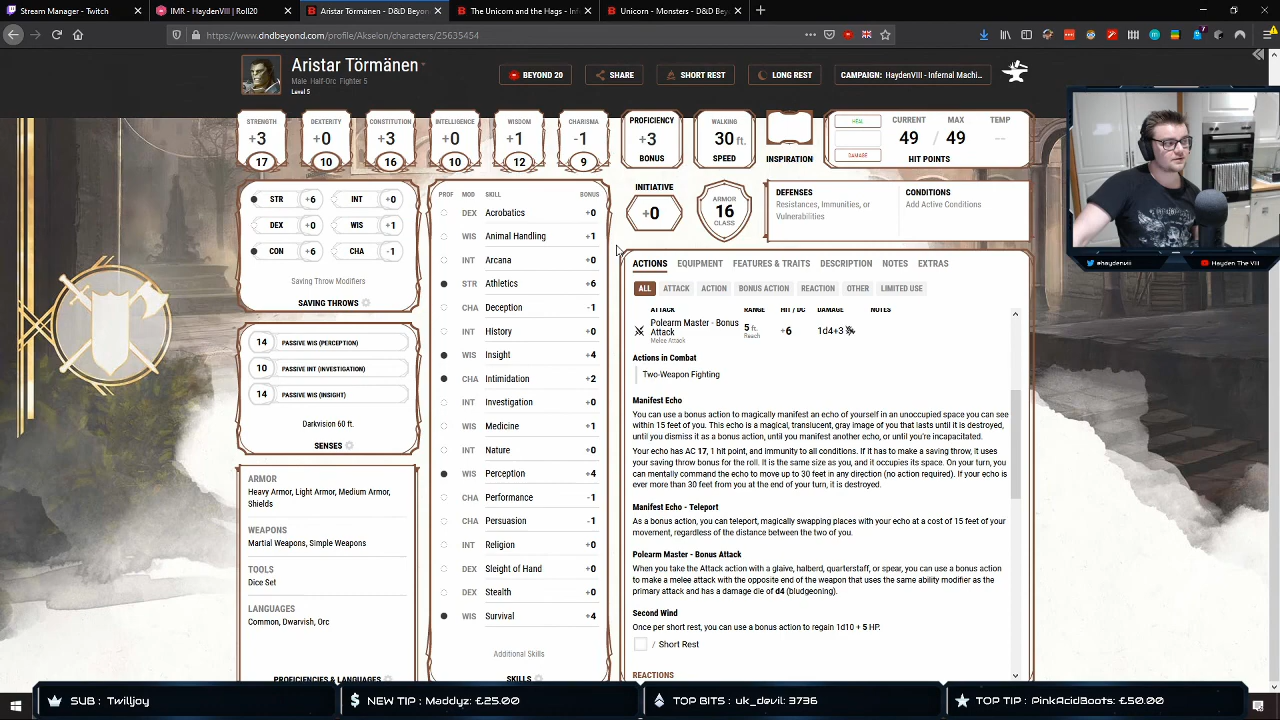 Stream Manager - Twitch
IMR - HaydenVIII | Roll20
Aristar Törmänen - D&D Beyon
The Unicorn and the Hags - Inf
Unicorn - Monsters - D&D Bey
https://www.dndbeyond.com/profile/Akselon/characters/25635454
Aristar Törmänen
Male Half-Orc Fighter 5
Level 5
BEYOND 20
SHARE
SHORT REST
LONG REST
CAMPAIGN: HaydenVIII - Infernal Machi...
STRENGTH
+3
17
DEXTERITY
+0
10
CONSTITUTION
+3
16
INTELLIGENCE
+0
10
WISDOM
+1
12
CHARISMA
-1
9
PROFICIENCY
+3
BONUS
WALKING
30 ft.
SPEED
INSPIRATION
HEAL
DAMAGE
CURRENT
49
/
MAX
49
TEMP
--
HIT POINTS
STR +6
INT +0
DEX +0
WIS +1
CON +6
CHA -1
Saving Throw Modifiers
SAVING THROWS
14 PASSIVE WIS (PERCEPTION)
10 PASSIVE INT (INVESTIGATION)
14 PASSIVE WIS (INSIGHT)
Darkvision 60 ft.
SENSES
ARMOR
Heavy Armor, Light Armor, Medium Armor,
Shields
WEAPONS
Martial Weapons, Simple Weapons
TOOLS
Dice Set
LANGUAGES
Common, Dwarvish, Orc
PROFICIENCIES & LANGUAGES
PROF MOD SKILL BONUS
DEX Acrobatics +0
WIS Animal Handling +1
INT Arcana +0
STR Athletics +6
CHA Deception -1
INT History +0
WIS Insight +4
CHA Intimidation +2
INT Investigation +0
WIS Medicine +1
INT Nature +0
WIS Perception +4
CHA Performance -1
CHA Persuasion -1
INT Religion +0
DEX Sleight of Hand +0
DEX Stealth +0
WIS Survival +4
Additional Skills
SKILLS
INITIATIVE
+0
ARMOR
16
CLASS
DEFENSES
Resistances, Immunities, or
Vulnerabilities
CONDITIONS
Add Active Conditions
ACTIONS EQUIPMENT FEATURES & TRAITS DESCRIPTION NOTES EXTRAS
ALL ATTACK ACTION BONUS ACTION REACTION OTHER LIMITED USE
ATTACK RANGE HIT / DC DAMAGE NOTES
Polearm Master - Bonus
Attack
Melee Attack
5 ft.
Reach
+6
1d4+3
Actions in Combat
Two-Weapon Fighting
Manifest Echo
You can use a bonus action to magically manifest an echo of yourself in an unoccupied space you can see
within 15 feet of you. This echo is a magical, translucent, gray image of you that lasts until it is destroyed,
until you dismiss it as a bonus action, until you manifest another echo, or until you're incapacitated.
Your echo has AC 17, 1 hit point, and immunity to all conditions. If it has to make a saving throw, it uses
your saving throw bonus for the roll. It is the same size as you, and it occupies its space. On your turn, you
can mentally command the echo to move up to 30 feet in any direction (no action required). If your echo is
ever more than 30 feet from you at the end of your turn, it is destroyed.
Manifest Echo - Teleport
As a bonus action, you can teleport, magically swapping places with your echo at a cost of 15 feet of your
movement, regardless of the distance between the two of you.
Polearm Master - Bonus Attack
When you take the Attack action with a glaive, halberd, quarterstaff, or spear, you can use a bonus action
to make a melee attack with the opposite end of the weapon that uses the same ability modifier as the
primary attack and has a damage die of d4 (bludgeoning).
Second Wind
Once per short rest, you can use a bonus action to regain 1d10 + 5 HP.
/ Short Rest
REACTIONS
@haydenviii
Hayden The VIII
SUB : Twilljoy
NEW TIP : Maddyz: £25.00
TOP BITS : uk_devil: 3736
TOP TIP : PinkAcidBoots: £50.00